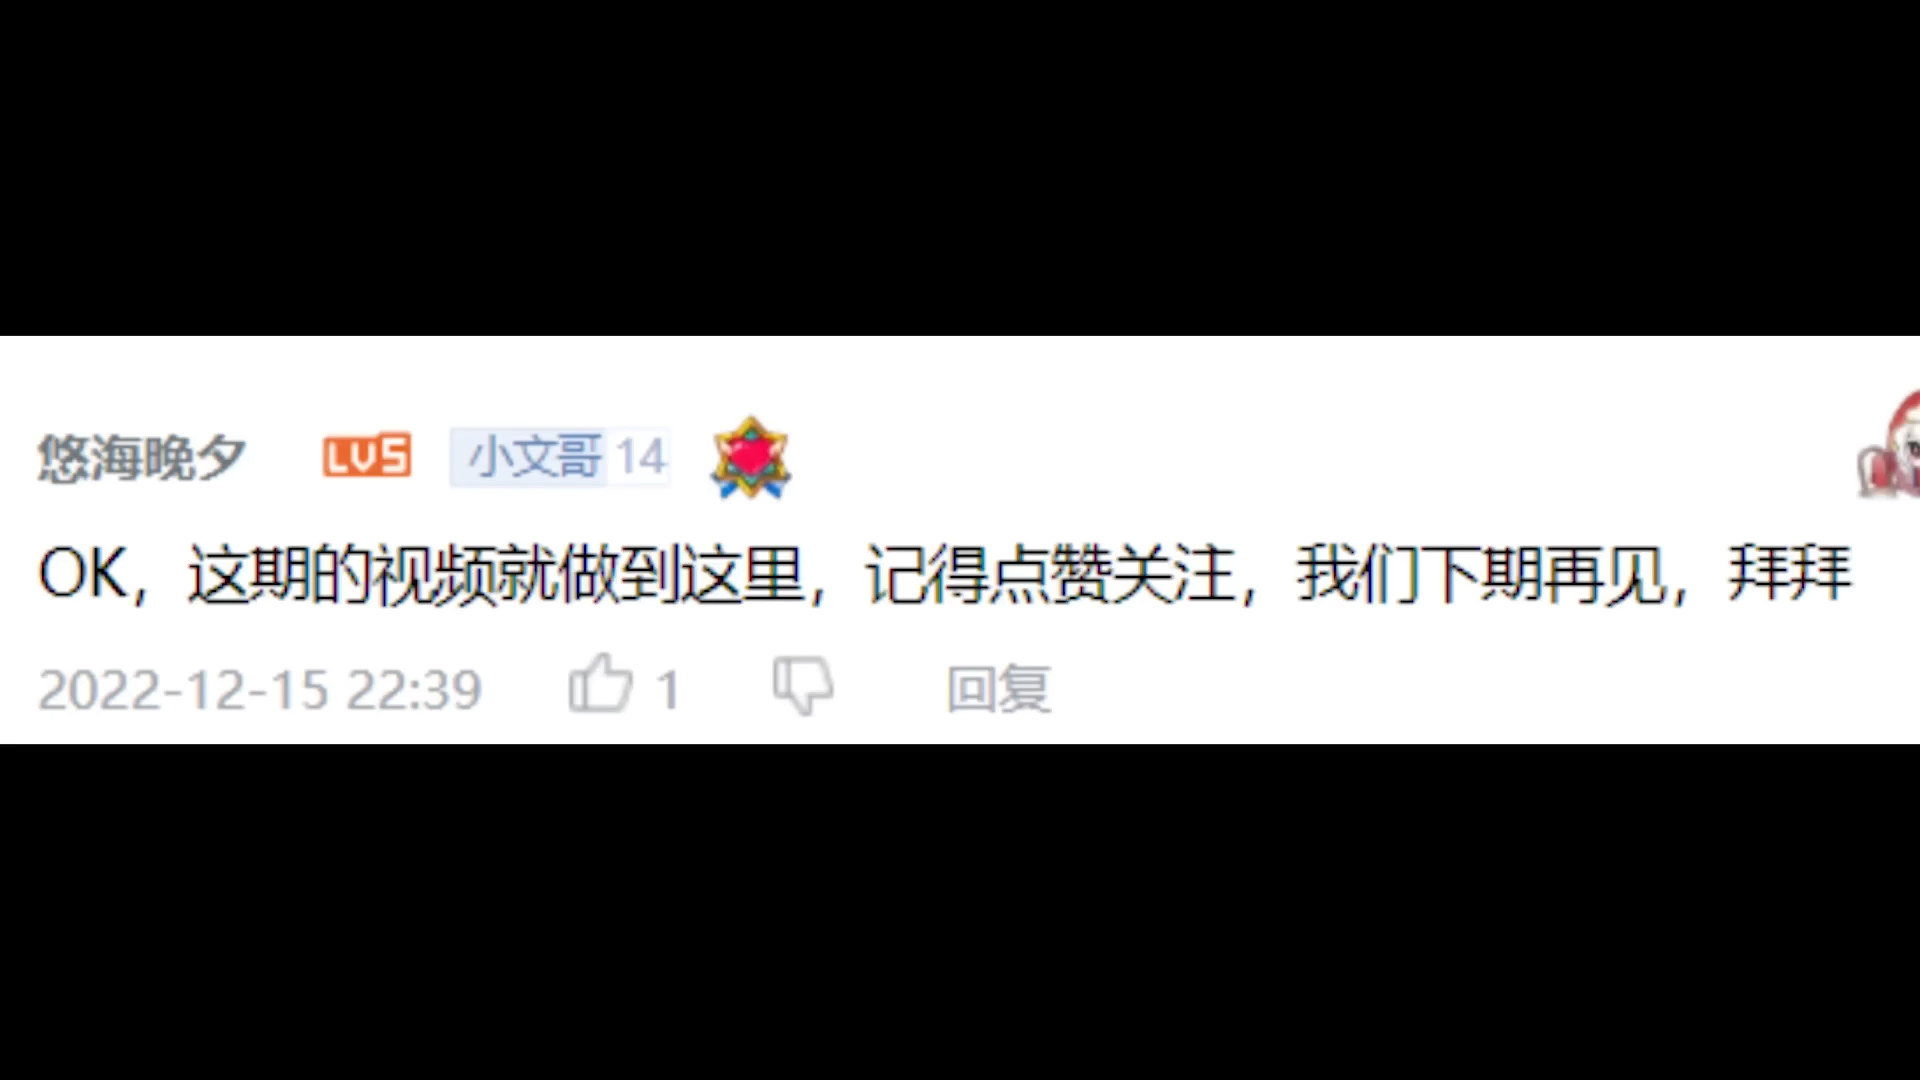 悠海晚夕 LV5 小文哥 14
OK，这期的视频就做到这里，记得点赞关注，我们下期再见，拜拜
2022-12-15 22:39 1 回复